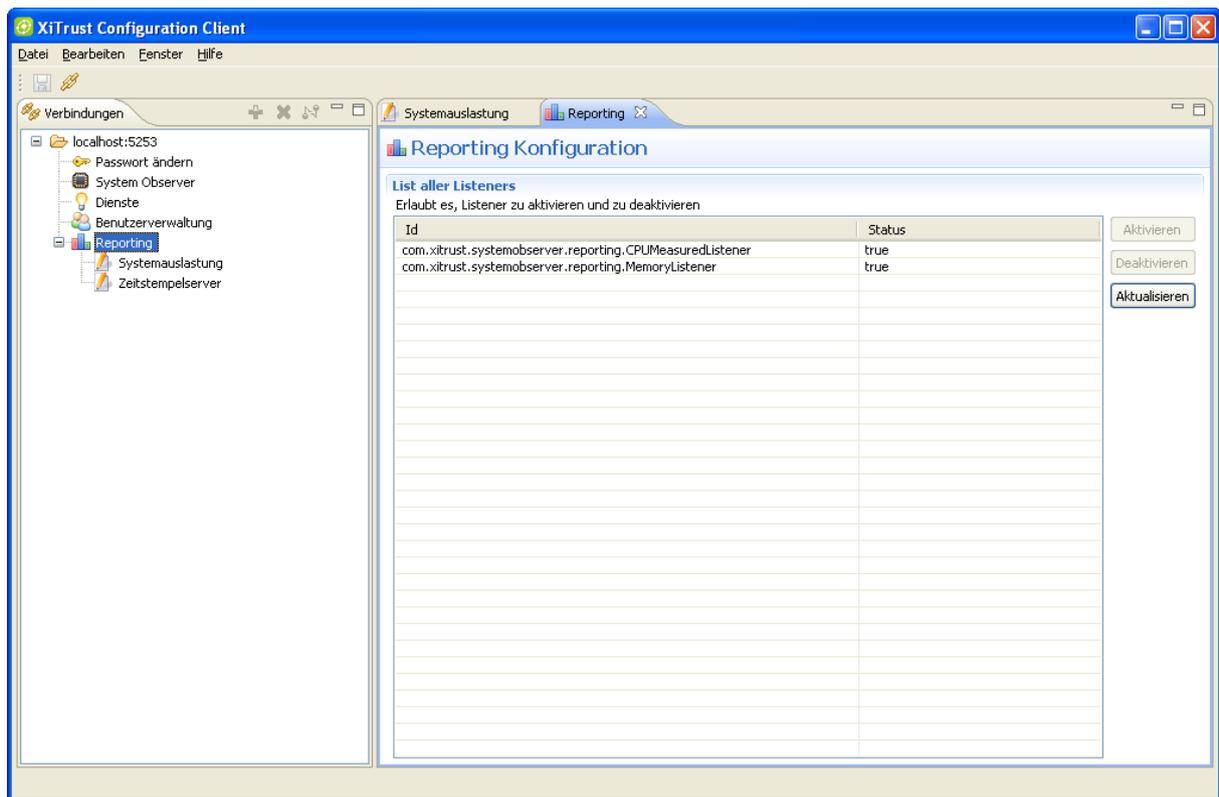 XiTrust Configuration Client
Datei Bearbeiten Fenster Hilfe
Verbindungen
localhost:5253
Passwort ändern
System Observer
Dienste
Benutzerverwaltung
Reporting
Systemauslastung
Zeitstempelserver
Systemauslastung Reporting
Reporting Konfiguration
List aller Listeners
Erlaubt es, Listener zu aktivieren und zu deaktivieren
Id Status
com.xitrust.systemobserver.reporting.CPUMeasuredListener true
com.xitrust.systemobserver.reporting.MemoryListener true
Aktivieren
Deaktivieren
Aktualisieren